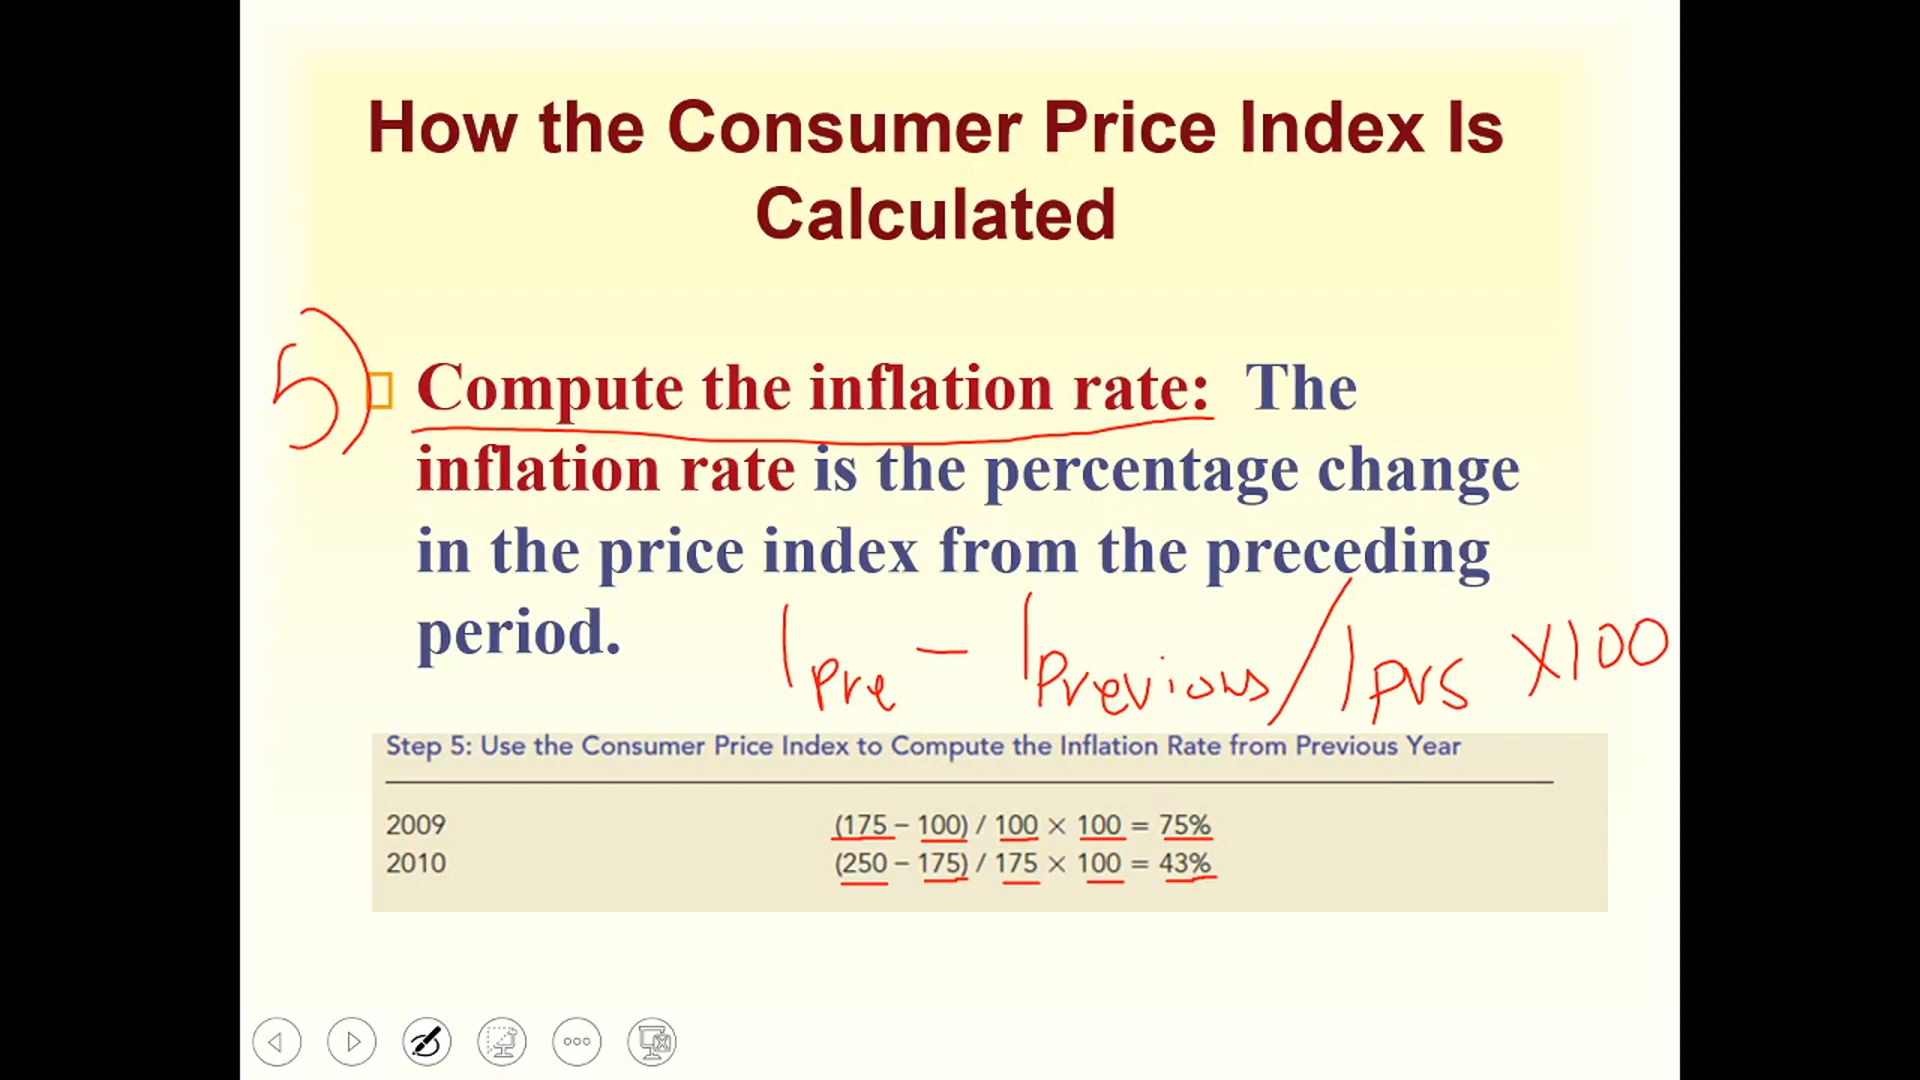 How the Consumer Price Index Is
Calculated
5)
Compute the inflation rate: The
inflation rate is the percentage change
in the price index from the preceding
period.
I Pre − I Previous / I Prvs ×100
Step 5: Use the Consumer Price Index to Compute the Inflation Rate from Previous Year
2009 (175 − 100) / 100 × 100 = 75%
2010 (250 − 175) / 175 × 100 = 43%